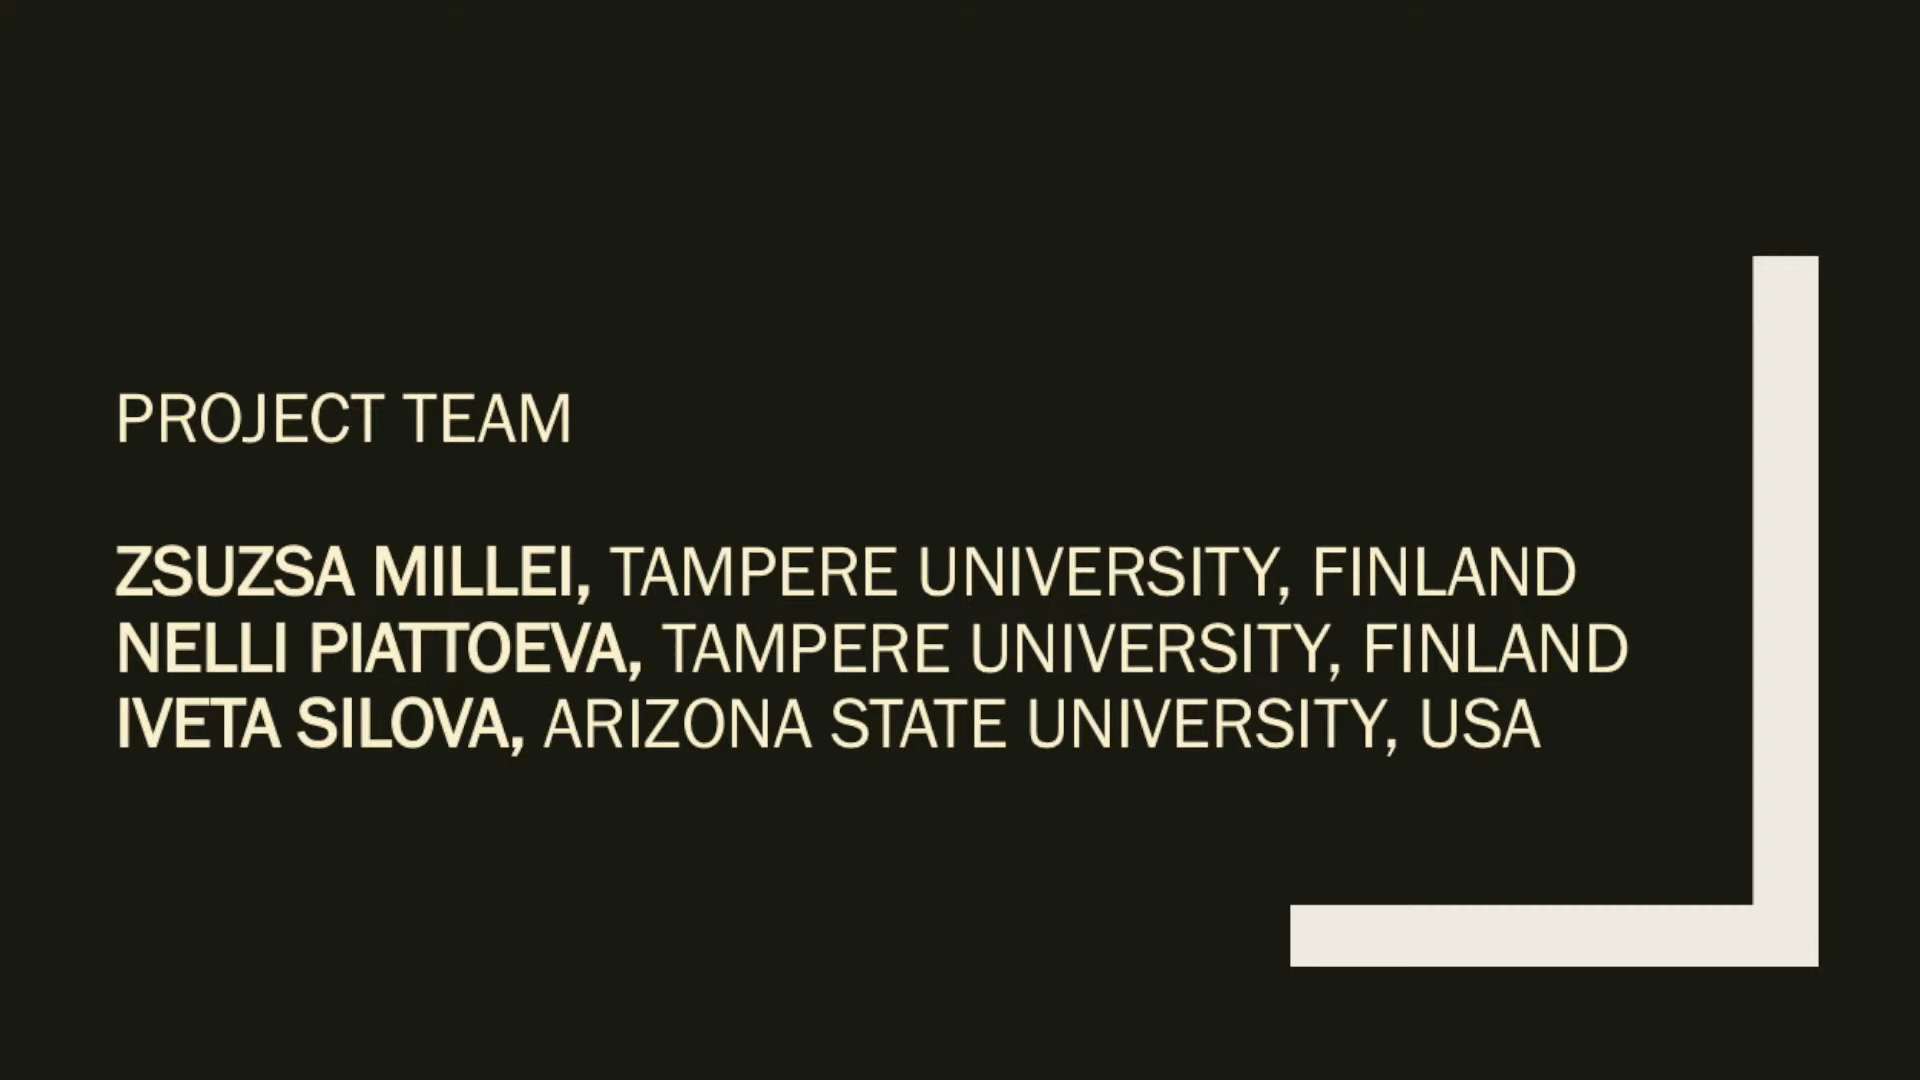 PROJECT TEAM
ZSUZSA MILLEI, TAMPERE UNIVERSITY, FINLAND
NELLI PIATTOEVA, TAMPERE UNIVERSITY, FINLAND
IVETA SILOVA, ARIZONA STATE UNIVERSITY, USA